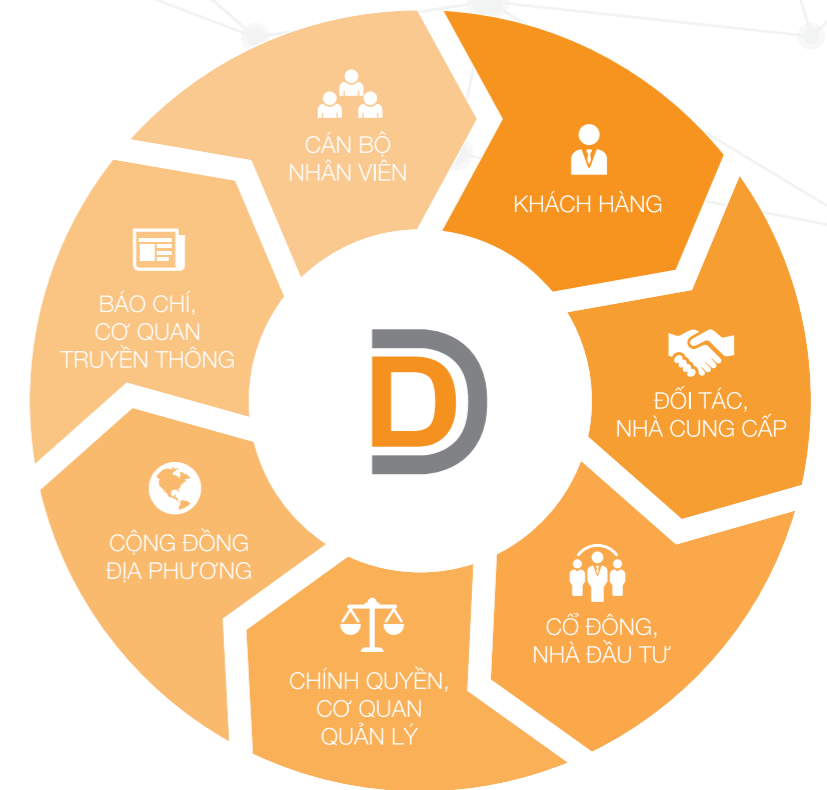 CÁN BỘ
NHÂN VIÊN
KHÁCH HÀNG
ĐỐI TÁC,
NHÀ CUNG CẤP
CỔ ĐÔNG,
NHÀ ĐẦU TƯ
CHÍNH QUYỀN,
CƠ QUAN
QUẢN LÝ
CỘNG ĐỒNG
ĐỊA PHƯƠNG
BÁO CHÍ,
CƠ QUAN
TRUYỀN THÔNG
D